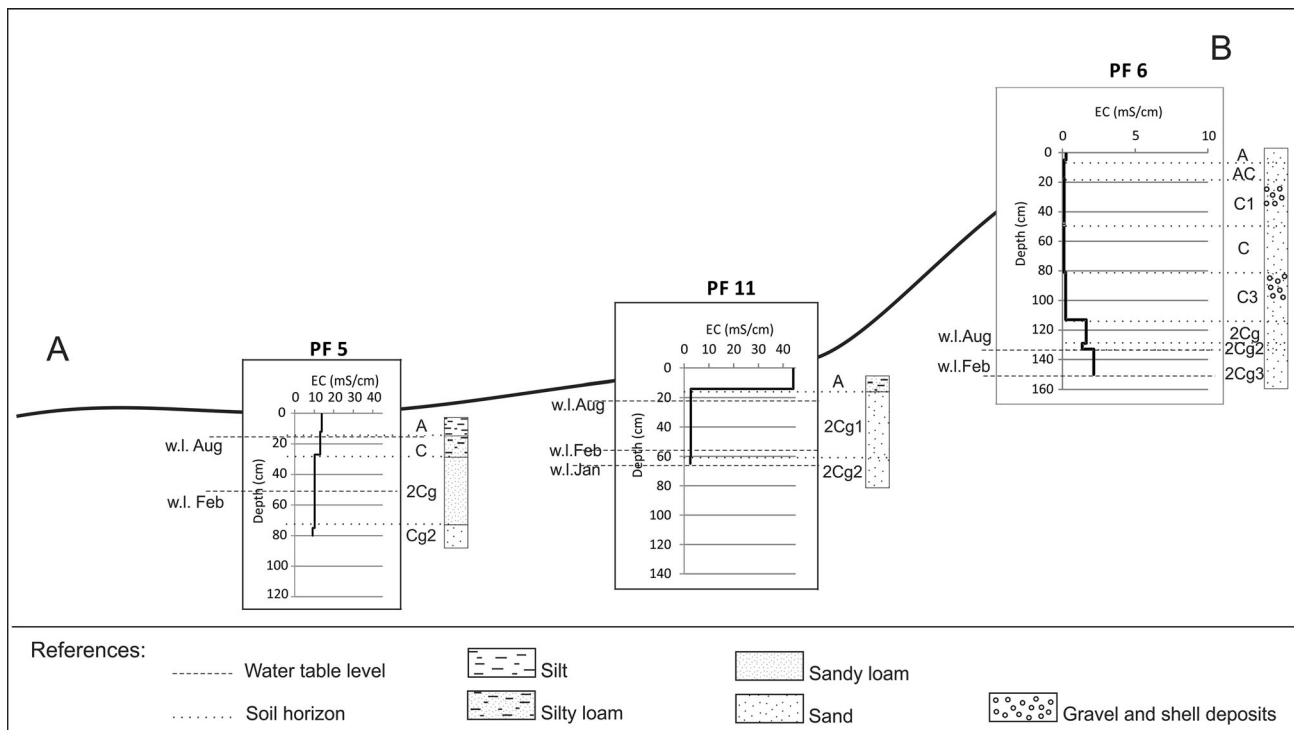 B
PF 6
EC (mS/cm)
0 5 10
0
20
40
60
80
100
120
140
160
Depth (cm)
A
AC
C1
C
C3
2Cg
2Cg2
2Cg3
w.l.Aug
w.l.Feb
PF 11
EC (mS/cm)
0 10 20 30 40
0
20
40
60
80
100
120
140
Depth (cm)
w.l.Aug
w.l.Feb
w.l.Jan
A
2Cg1
2Cg2
A
PF 5
EC (mS/cm)
0 10 20 30 40
0
20
40
60
80
100
120
Depth (cm)
w.l. Aug
w.l. Feb
A
C
2Cg
Cg2
References:
Water table level
Soil horizon
Silt
Silty loam
Sandy loam
Sand
Gravel and shell deposits